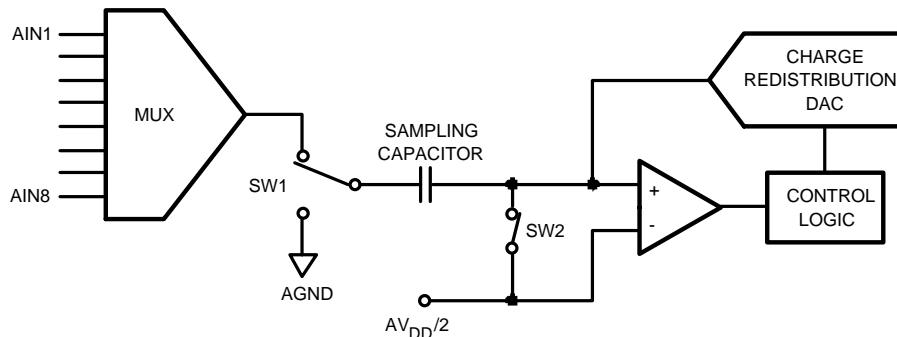 AIN1
AIN8
MUX
SW1
AGND
SAMPLING
CAPACITOR
SW2
AVDD/2
+
-
CHARGE
REDISTRIBUTION
DAC
CONTROL
LOGIC